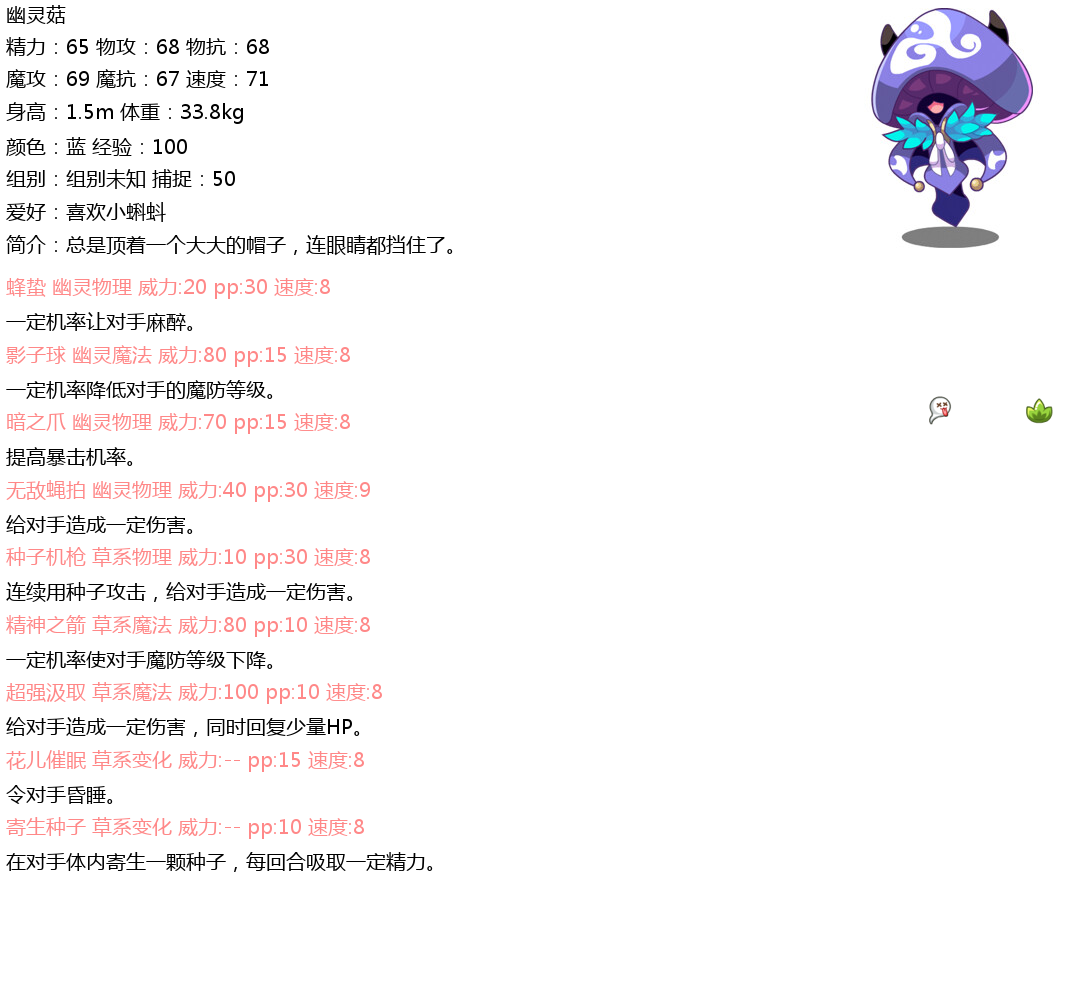 幽灵菇
精力：65 物攻：68 物抗：68
魔攻：69 魔抗：67 速度：71
身高：1.5m 体重：33.8kg
颜色：蓝 经验：100
组别：组别未知 捕捉：50
爱好：喜欢小蝌蚪
简介：总是顶着一个大大的帽子，连眼睛都挡住了。
蜂蛰 幽灵物理 威力:20 pp:30 速度:8
一定机率让对手麻醉。
影子球 幽灵魔法 威力:80 pp:15 速度:8
一定机率降低对手的魔防等级。
暗之爪 幽灵物理 威力:70 pp:15 速度:8
提高暴击机率。
无敌蝇拍 幽灵物理 威力:40 pp:30 速度:9
给对手造成一定伤害。
种子机枪 草系物理 威力:10 pp:30 速度:8
连续用种子攻击，给对手造成一定伤害。
精神之箭 草系魔法 威力:80 pp:10 速度:8
一定机率使对手魔防等级下降。
超强汲取 草系魔法 威力:100 pp:10 速度:8
给对手造成一定伤害，同时回复少量HP。
花儿催眠 草系变化 威力:-- pp:15 速度:8
令对手昏睡。
寄生种子 草系变化 威力:-- pp:10 速度:8
在对手体内寄生一颗种子，每回合吸取一定精力。